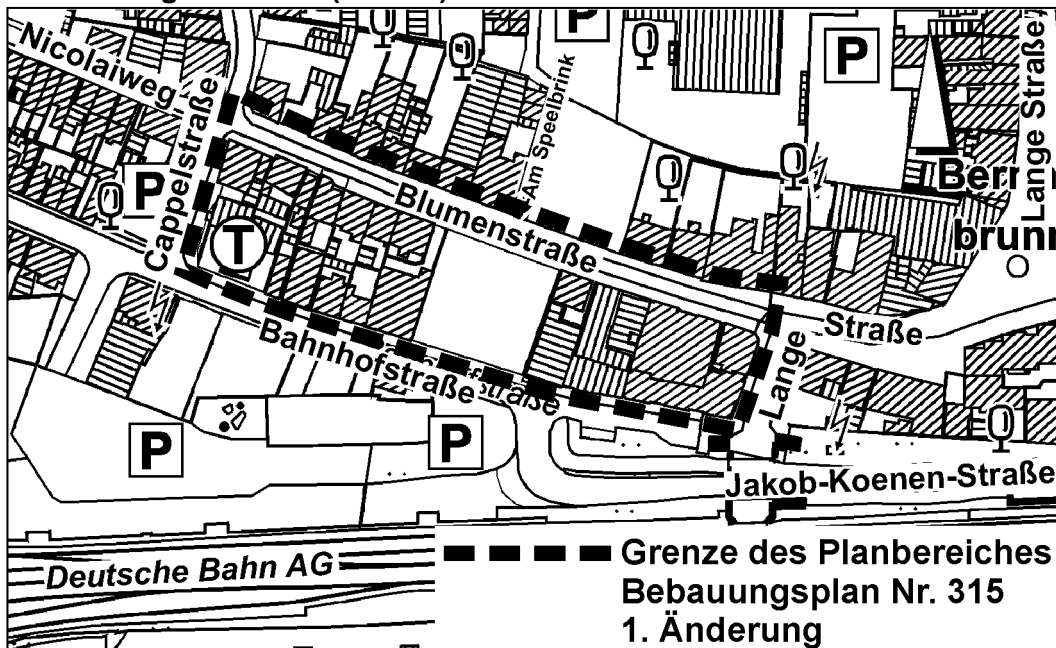 Nicolaiweg
Cappelstraße
Am Speelbrink
Blumenstraße
Lange Straße
P
P
P
T
Straße
Lange
Bahnhofstraße
straße
P
P
Jakob-Koenen-Straße
Deutsche Bahn AG
Grenze des Planbereiches
Bebauungsplan Nr. 315
1. Änderung